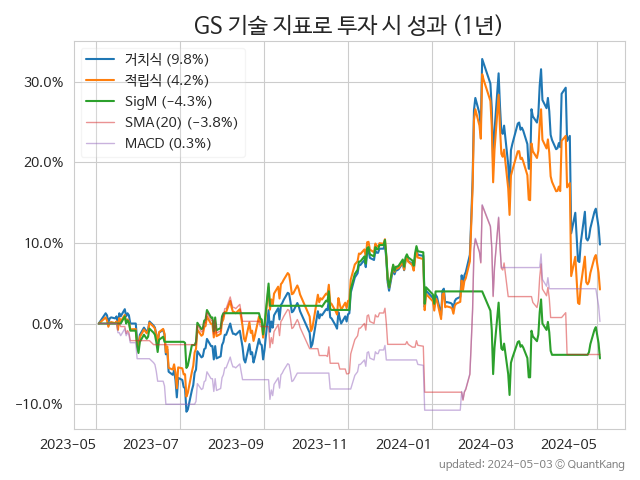 GS 기술 지표로 투자 시 성과 (1년)
거치식 (9.8%)
적립식 (4.2%)
SigM (−4.3%)
SMA(20) (−3.8%)
MACD (0.3%)
30.0%
20.0%
10.0%
0.0%
−10.0%
2023-05 2023-07 2023-09 2023-11 2024-01 2024-03 2024-05
updated: 2024-05-03 ⓒ QuantKang